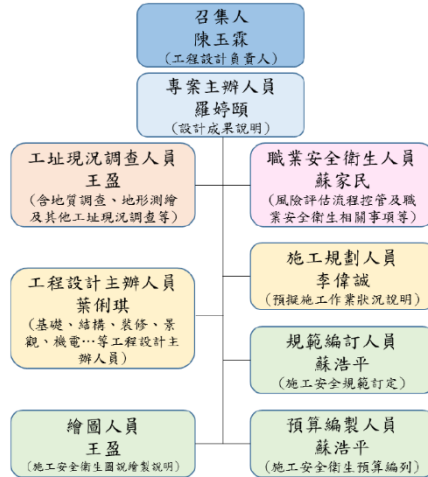 召集人
陳玉霖
(工程設計負責人)
專案主辦人員
羅婷頤
(設計成果說明)
工址現況調查人員
王盈
(含地質調查、地形測繪
及其他工址現況調查等)
職業安全衛生人員
蘇家民
(風險評估流程控管及職
業安全衛生相關事項等)
工程設計主辦人員
葉俐琪
(基礎、結構、裝修、景
觀、機電…等工程設計主
辦人員)
施工規劃人員
李偉誠
(預擬施工作業狀況說明)
規範編訂人員
蘇浩平
(施工安全規範訂定)
繪圖人員
王盈
(施工安全衛生圖說繪製說明)
預算編製人員
蘇浩平
(施工安全衛生預算編列)